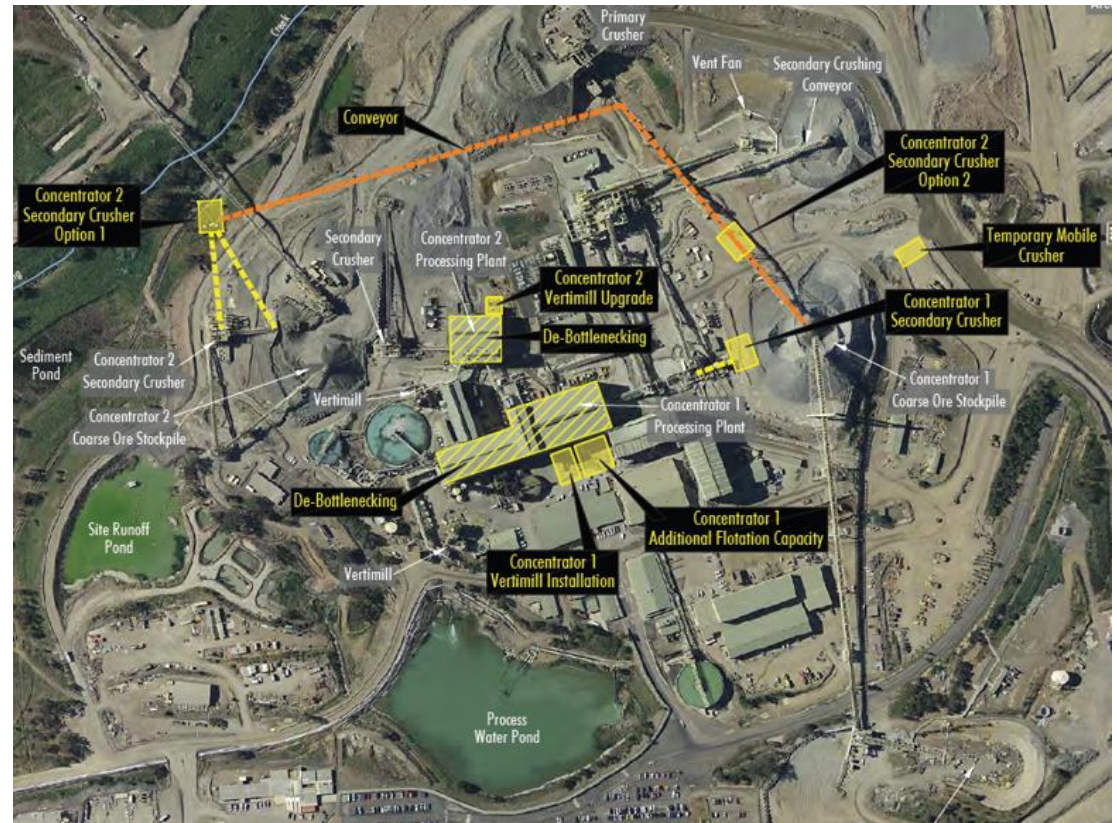 Primary
Crusher
Creek
Vent Fan
Secondary Crushing
Conveyor
Conveyor
Concentrator 2
Secondary Crusher
Option 2
Concentrator 2
Secondary Crusher
Option 1
Secondary
Crusher
Concentrator 2
Processing Plant
Temporary Mobile
Crusher
Concentrator 2
Vertimill Upgrade
De-Bottlenecking
Concentrator 1
Secondary Crusher
Sediment
Pond
Concentrator 2
Secondary Crusher
Concentrator 2
Coarse Ore Stockpile
Vertimill
Concentrator 1
Processing Plant
Concentrator 1
Coarse Ore Stockpile
De-Bottlenecking
Site Runoff
Pond
Vertimill
Concentrator 1
Vertimill Installation
Concentrator 1
Additional Flotation Capacity
Process
Water Pond